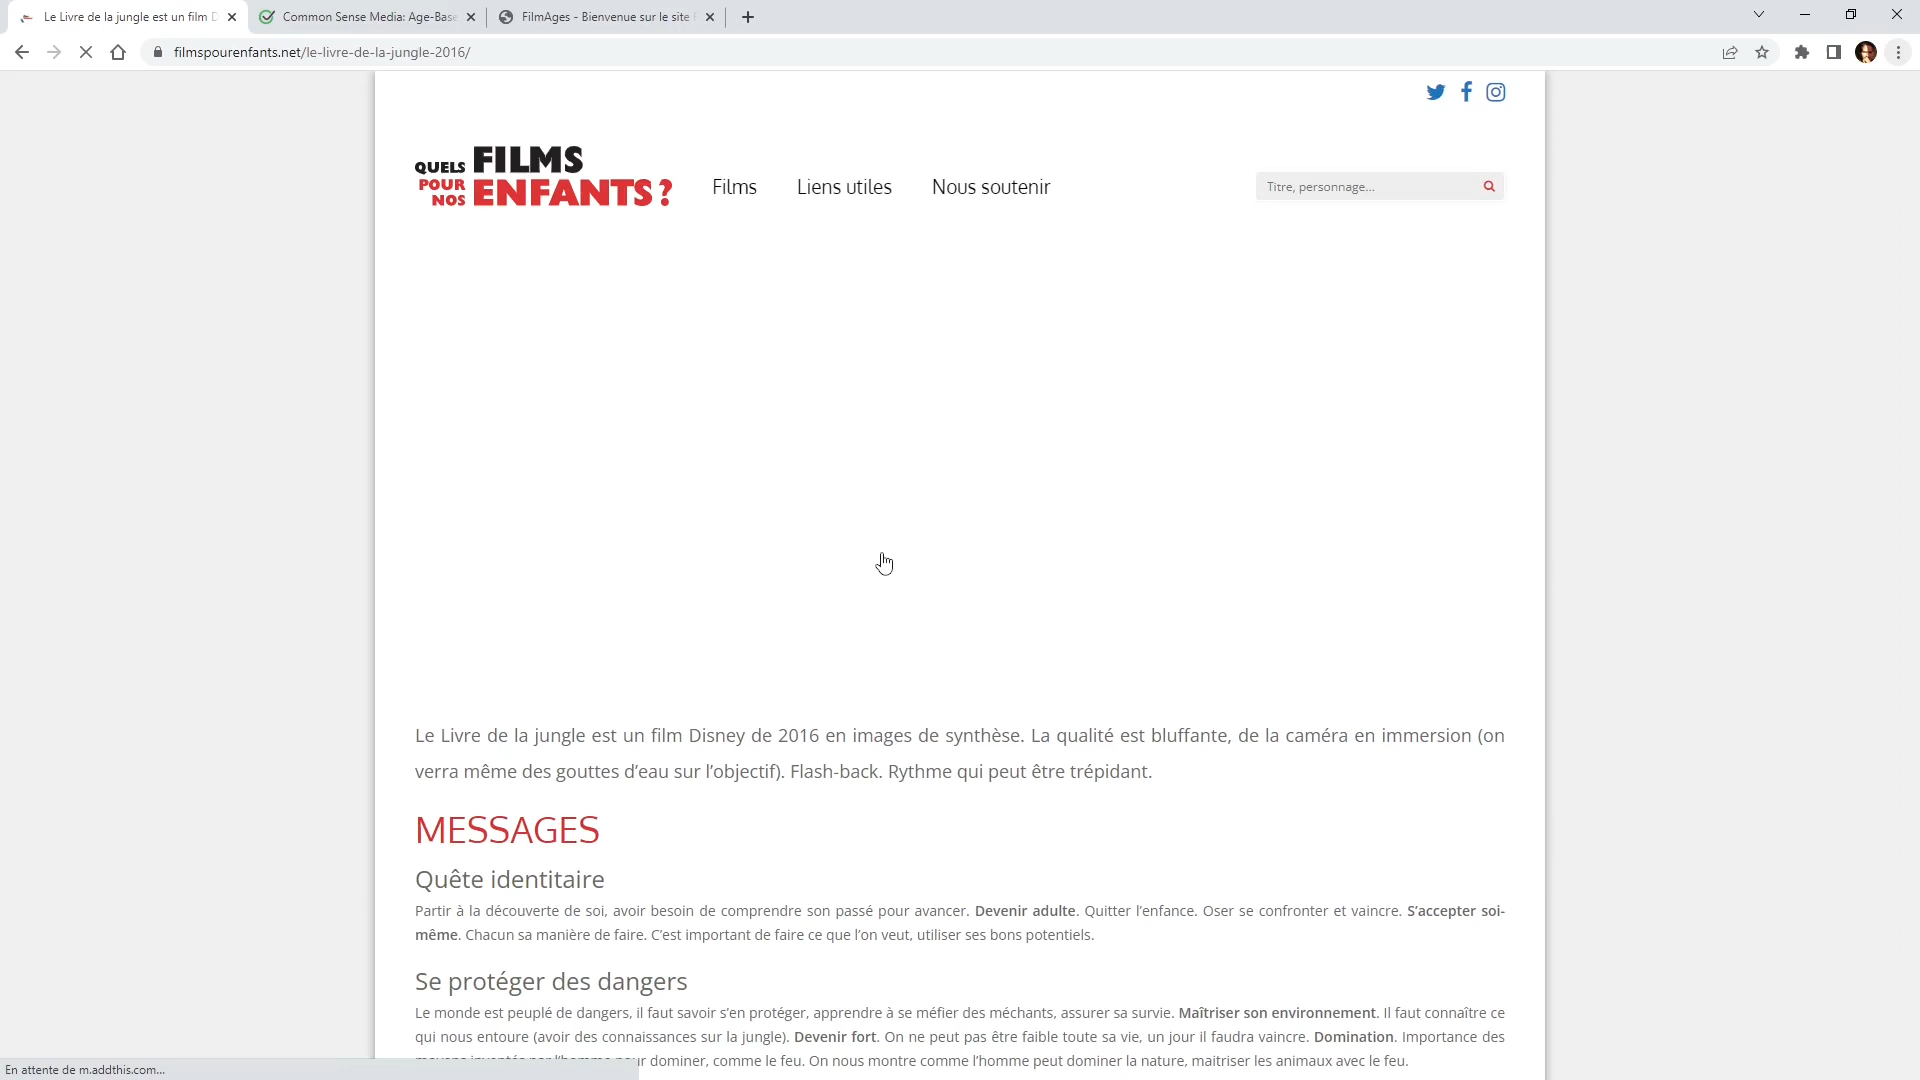 Le Livre de la jungle est un film D
Common Sense Media: Age-Base
FilmAges - Bienvenue sur le site
filmspourenfants.net/le-livre-de-la-jungle-2016/
QUELS FILMS
POUR NOS ENFANTS ?
Films
Liens utiles
Nous soutenir
Titre, personnage...
Le Livre de la jungle est un film Disney de 2016 en images de synthèse. La qualité est bluffante, de la caméra en immersion (on
verra même des gouttes d’eau sur l’objectif). Flash-back. Rythme qui peut être trépidant.
MESSAGES
Quête identitaire
Partir à la découverte de soi, avoir besoin de comprendre son passé pour avancer. Devenir adulte. Quitter l’enfance. Oser se confronter et vaincre. S’accepter soi-
même. Chacun sa manière de faire. C’est important de faire ce que l’on veut, utiliser ses bons potentiels.
Se protéger des dangers
Le monde est peuplé de dangers, il faut savoir s’en protéger, apprendre à se méfier des méchants, assurer sa survie. Maîtriser son environnement. Il faut connaître ce
qui nous entoure (avoir des connaissances sur la jungle). Devenir fort. On ne peut pas être faible toute sa vie, un jour il faudra vaincre. Domination. Importance des
dominer, comme le feu. On nous montre comme l’homme peut dominer la nature, maitriser les animaux avec le feu.
En attente de m.addthis.com...